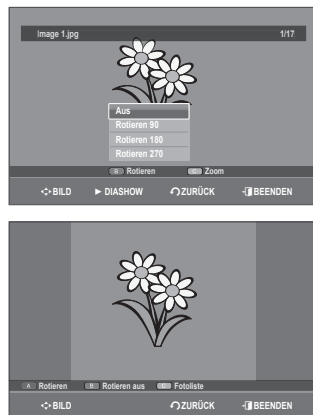 Image 1.jpg 1/17
Aus
Rotieren 90
Rotieren 180
Rotieren 270
B Rotieren C Zoom
BILD ► DIASHOW ZURÜCK BEENDEN
A Rotieren B Rotieren aus C Fotoliste
BILD ZURÜCK BEENDEN